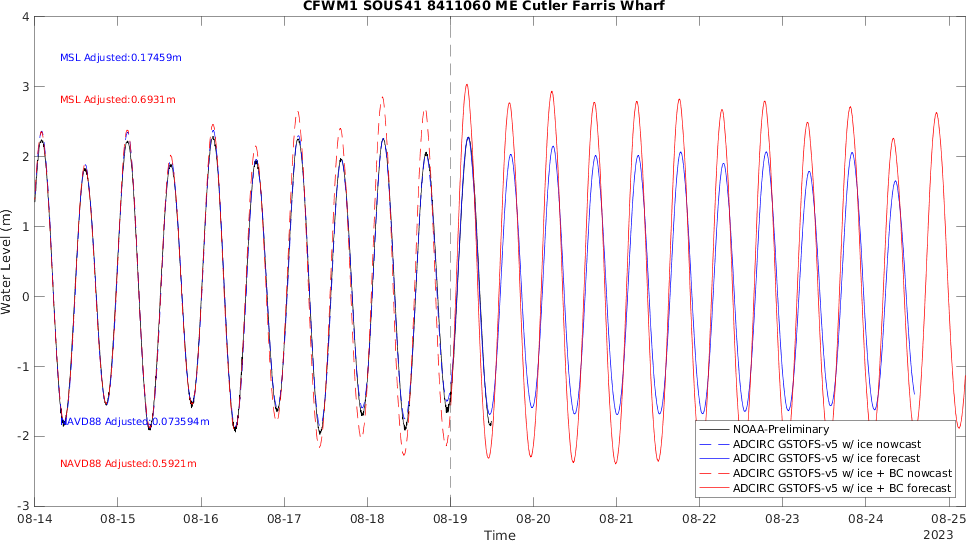 CFWM1 SOUS41 8411060 ME Cutler Farris Wharf
4
MSL Adjusted:0.17459m
3
MSL Adjusted:0.6931m
2
1
Water Level (m)
0
-1
NAVD88 Adjusted:0.073594m
-2
NAVD88 Adjusted:0.5921m
-3
NOAA-Preliminary
ADCIRC GSTOFS-v5 w/ ice nowcast
ADCIRC GSTOFS-v5 w/ ice forecast
ADCIRC GSTOFS-v5 w/ ice + BC nowcast
ADCIRC GSTOFS-v5 w/ ice + BC forecast
08-14 08-15 08-16 08-17 08-18 08-19 08-20 08-21 08-22 08-23 08-24 08-25
Time
2023